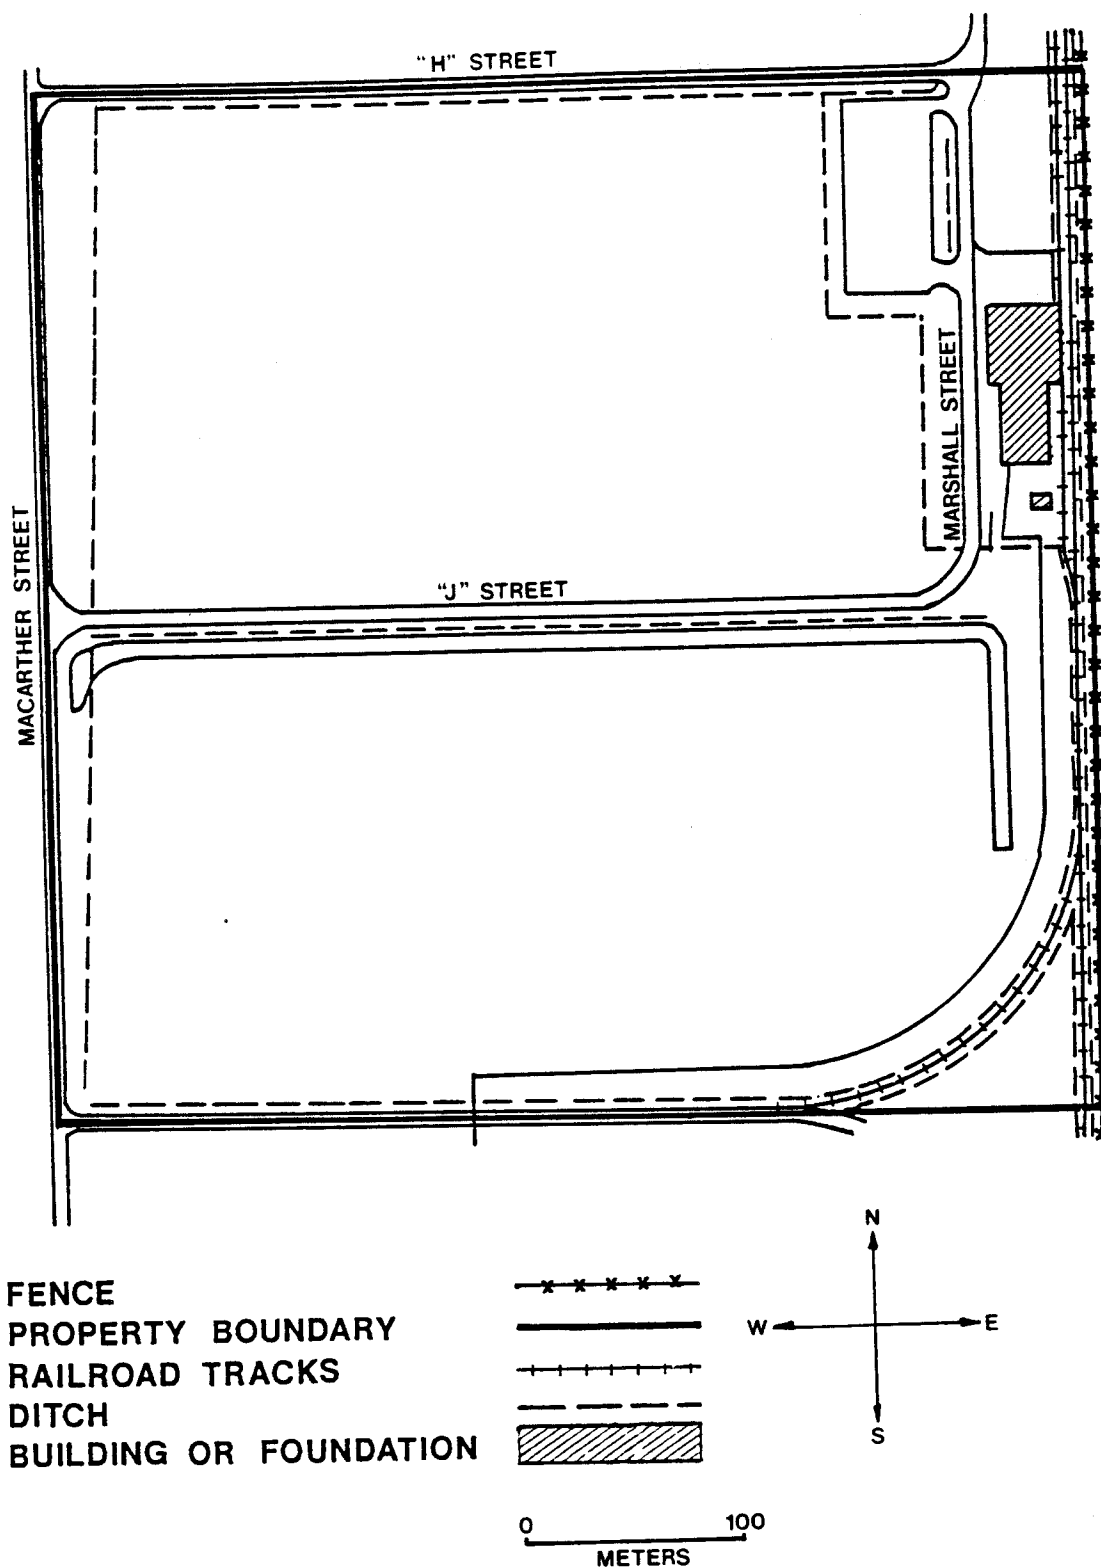 "H" STREET
MARSHALL STREET
"J" STREET
MACARTHER STREET
N
W
E
S
FENCE
PROPERTY BOUNDARY
RAILROAD TRACKS
DITCH
BUILDING OR FOUNDATION
0 100
METERS